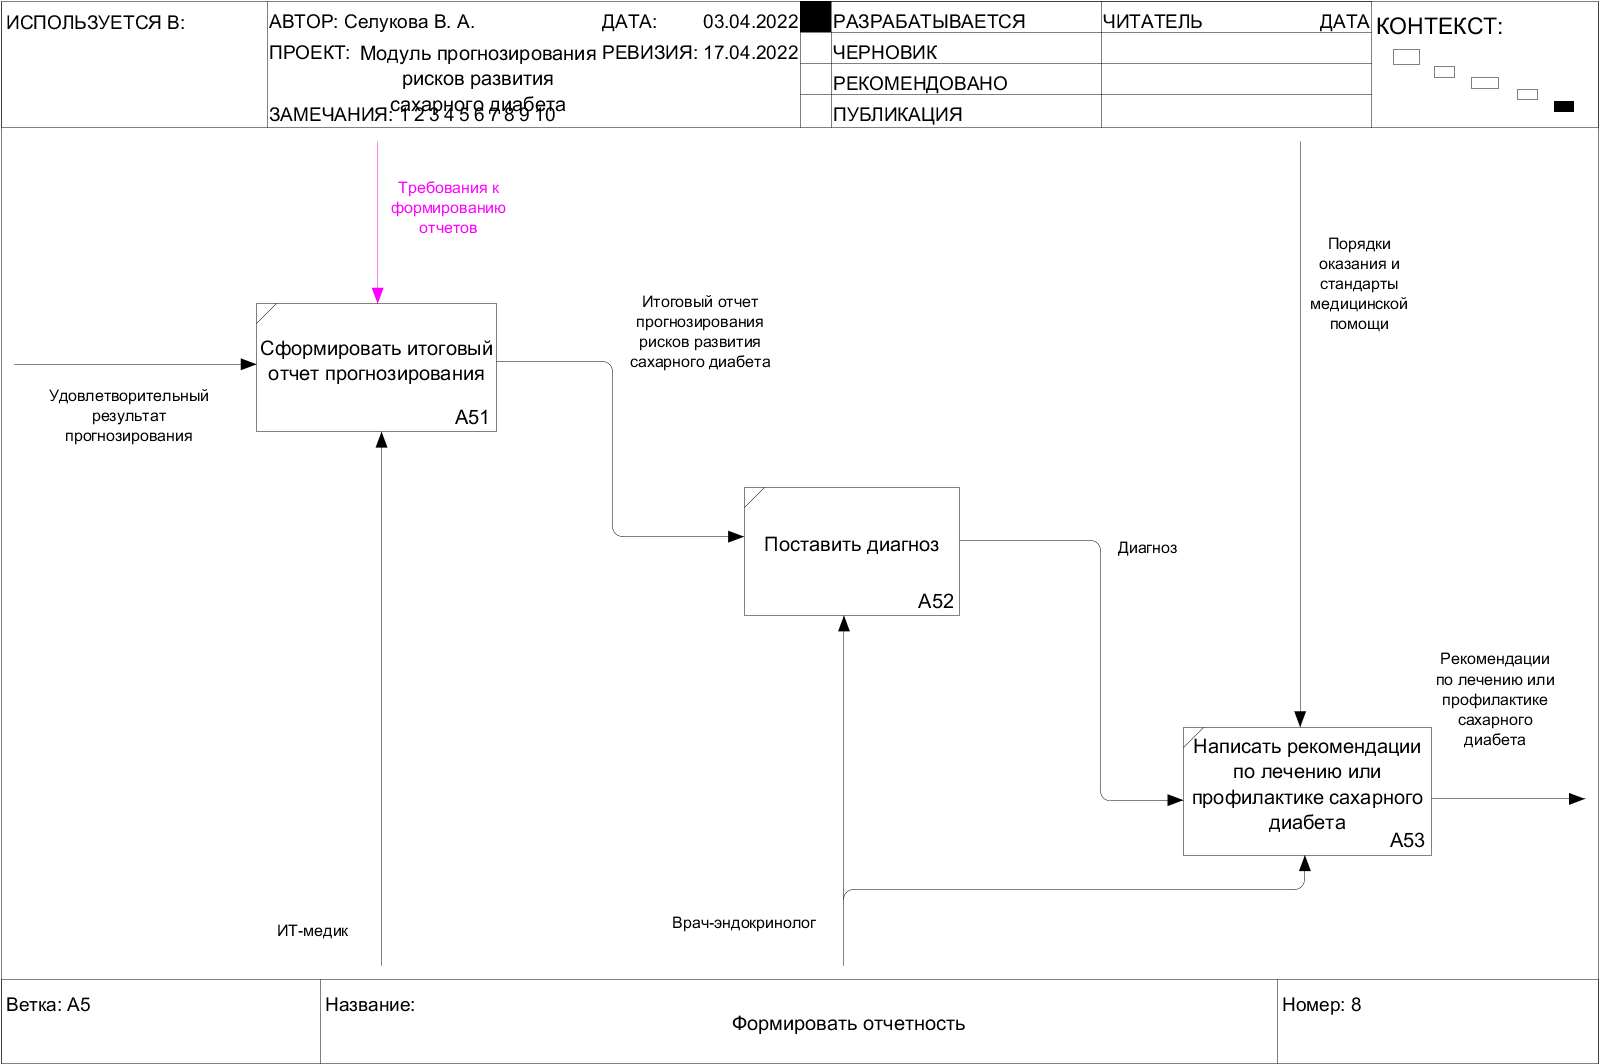 ИСПОЛЬЗУЕТСЯ В:
АВТОР: Селукова В. А.
ДАТА: 03.04.2022
ПРОЕКТ: Модуль прогнозирования
рисков развития
сахарного диабета
РЕВИЗИЯ: 17.04.2022
ЗАМЕЧАНИЯ: 1 2 3 4 5 6 7 8 9 10
РАЗРАБАТЫВАЕТСЯ
ЧЕРНОВИК
РЕКОМЕНДОВАНО
ПУБЛИКАЦИЯ
ЧИТАТЕЛЬ ДАТА
КОНТЕКСТ:
Требования к
формированию
отчетов
Порядки
оказания и
стандарты
медицинской
помощи
Итоговый отчет
прогнозирования
рисков развития
сахарного диабета
Сформировать итоговый
отчет прогнозирования
A51
Удовлетворительный
результат
прогнозирования
Поставить диагноз
A52
Диагноз
Рекомендации
по лечению или
профилактике
сахарного
диабета
Написать рекомендации
по лечению или
профилактике сахарного
диабета
A53
ИТ-медик
Врач-эндокринолог
Ветка: A5
Название:
Формировать отчетность
Номер: 8